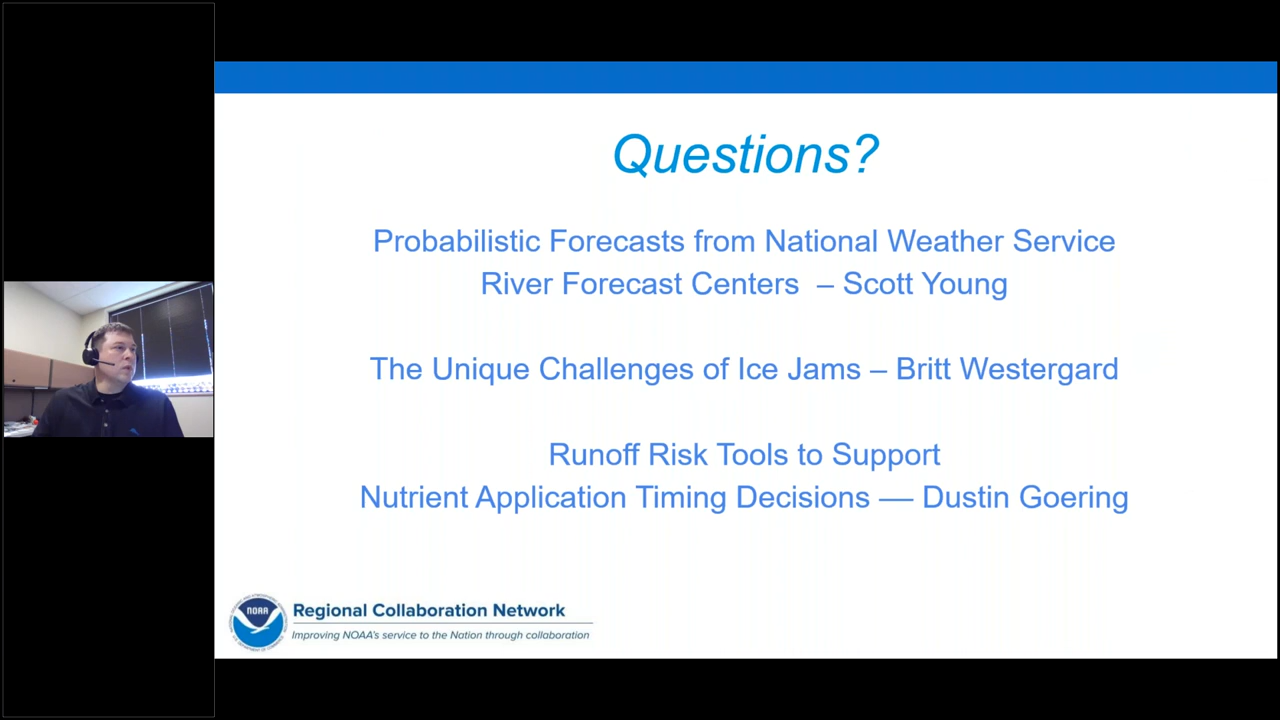 Questions?
Probabilistic Forecasts from National Weather Service
River Forecast Centers – Scott Young
The Unique Challenges of Ice Jams – Britt Westergard
Runoff Risk Tools to Support
Nutrient Application Timing Decisions –– Dustin Goering
NOAA
Regional Collaboration Network
Improving NOAA's service to the Nation through collaboration